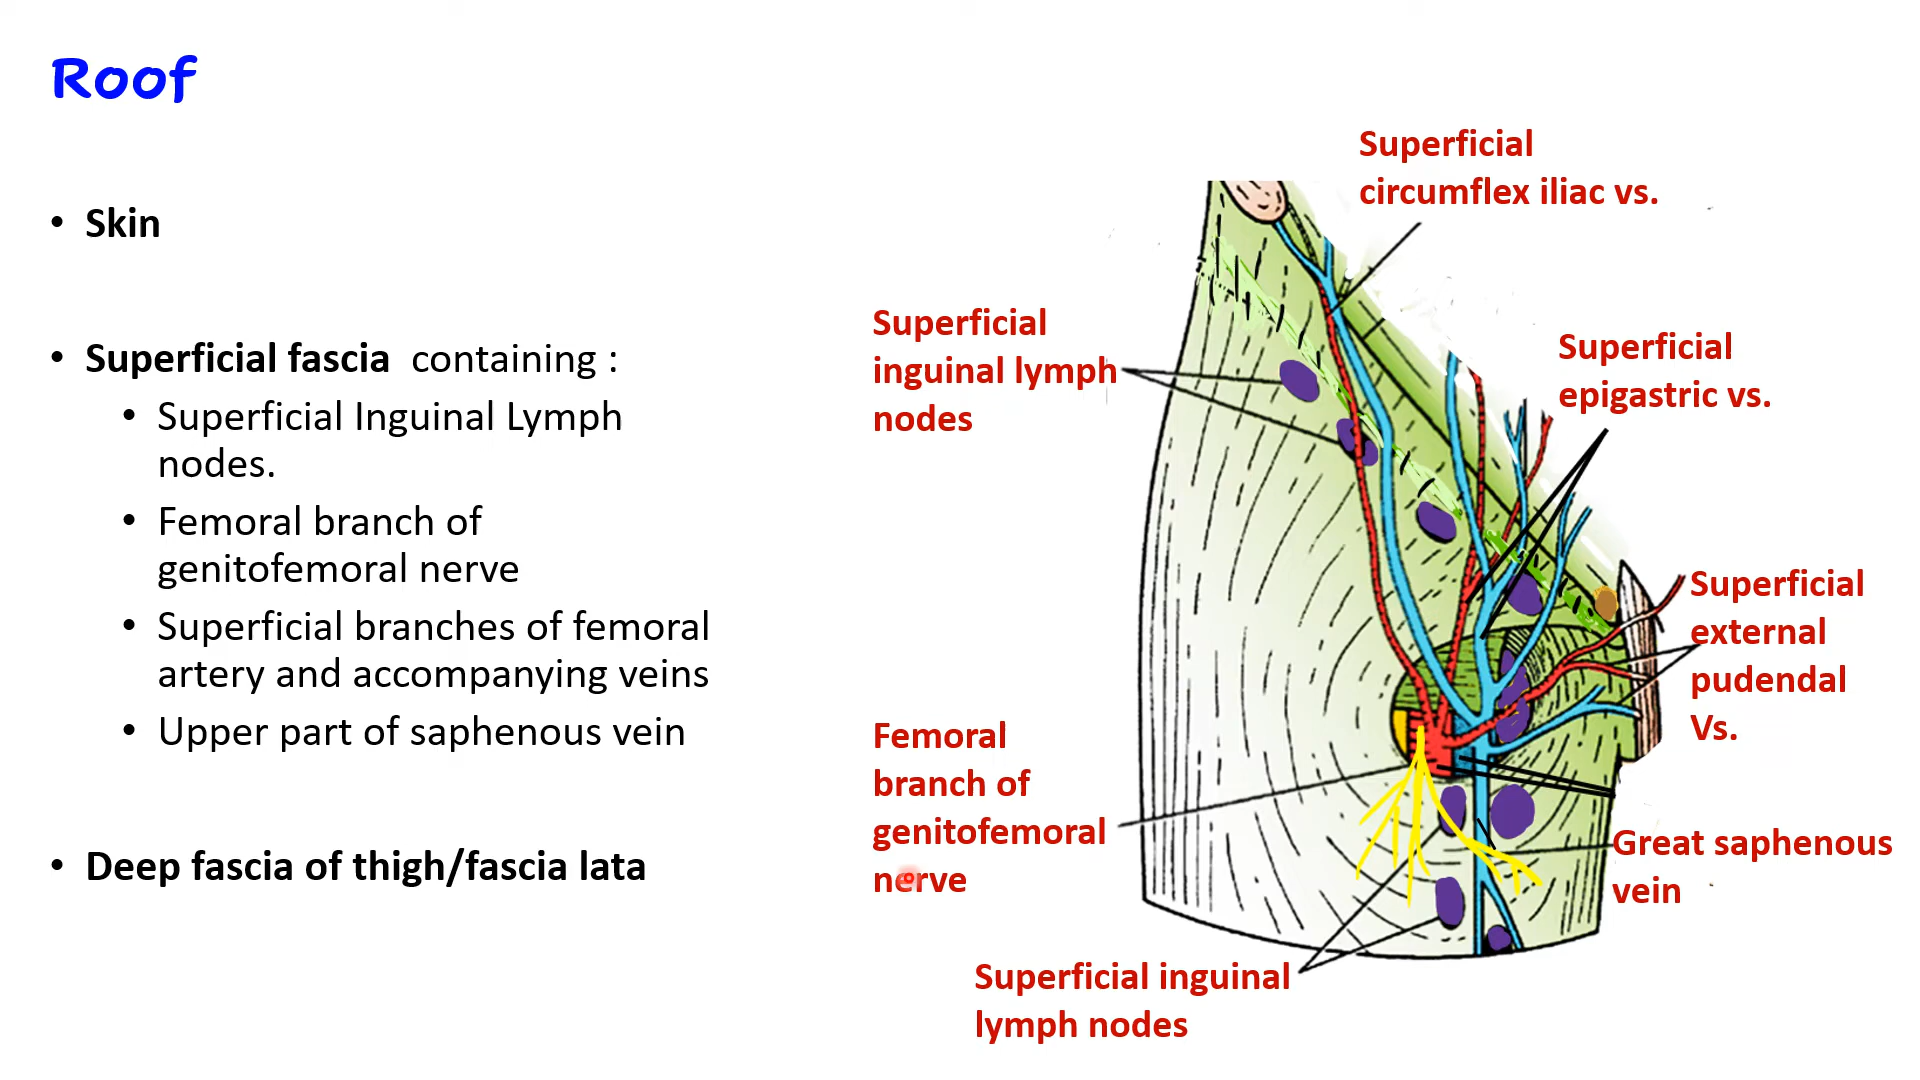 Roof
• Skin
• Superficial fascia containing :
• Superficial Inguinal Lymph
nodes.
• Femoral branch of
genitofemoral nerve
• Superficial branches of femoral
artery and accompanying veins
• Upper part of saphenous vein
• Deep fascia of thigh/fascia lata
Superficial
circumflex iliac vs.
Superficial
inguinal lymph
nodes
Superficial
epigastric vs.
Superficial
external
pudendal
Vs.
Femoral
branch of
genitofemoral
nerve
Great saphenous
vein
Superficial inguinal
lymph nodes